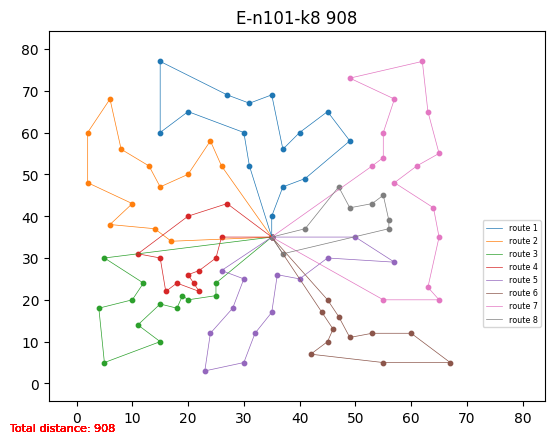 E-n101-k8 908
80
70
60
50
40
30
20
10
0
route 1
route 2
route 3
route 4
route 5
route 6
route 7
route 8
0 10 20 30 40 50 60 70 80
Total distance: 908